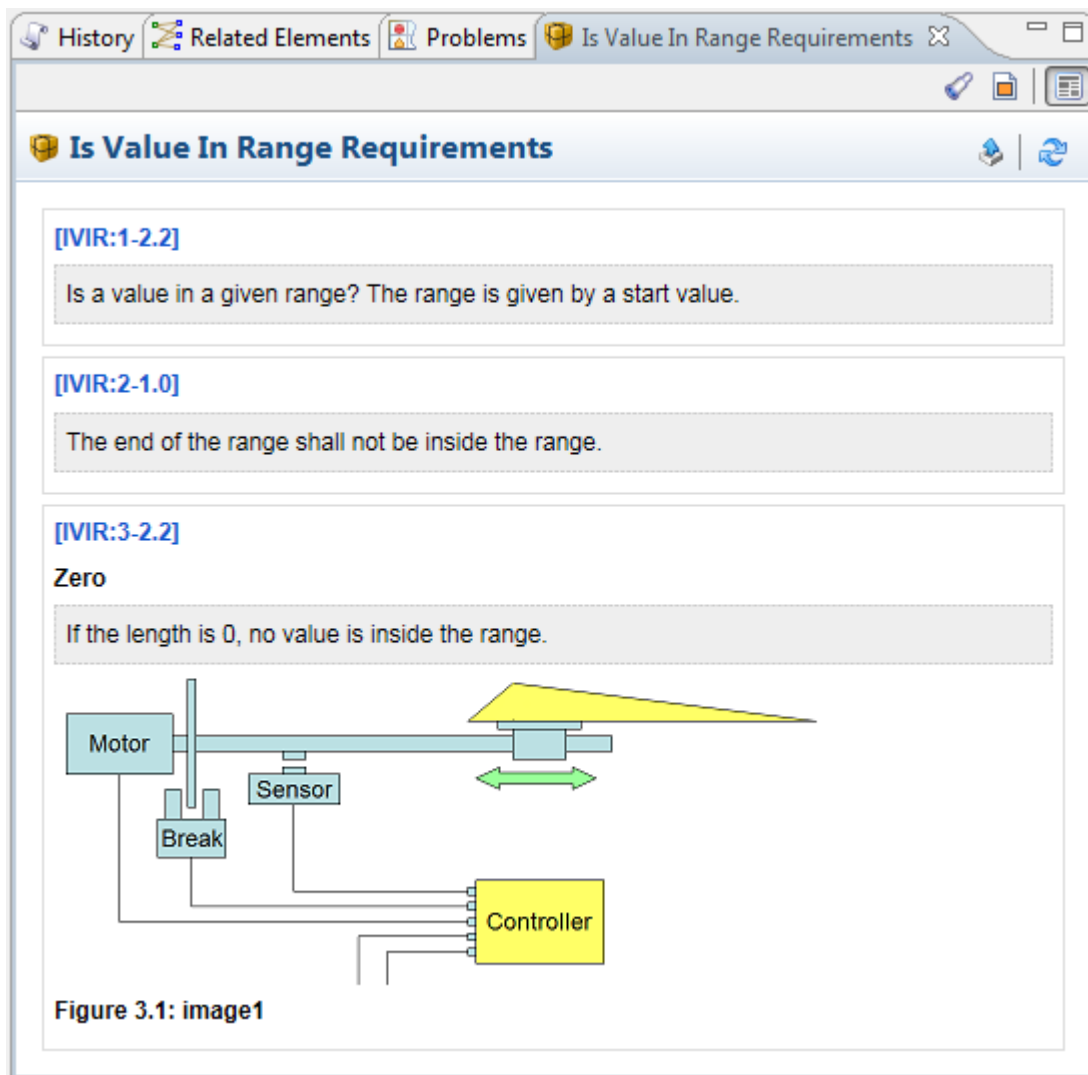 History Related Elements Problems Is Value In Range Requirements
Is Value In Range Requirements
[IVIR:1-2.2]
Is a value in a given range? The range is given by a start value.
[IVIR:2-1.0]
The end of the range shall not be inside the range.
[IVIR:3-2.2]
Zero
If the length is 0, no value is inside the range.
Motor
Sensor
Break
Controller
Figure 3.1: image1